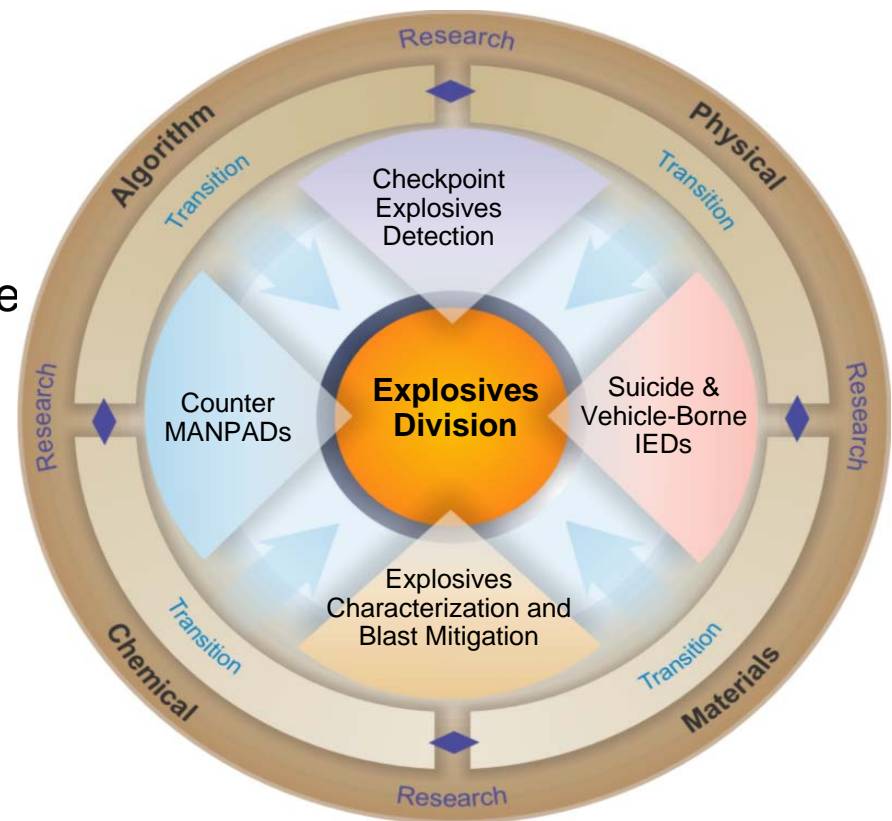 Research
Algorithm
Physical
Transition
Transition
Checkpoint
Explosives
Detection
e
Research
Counter
MANPADs
Explosives
Division
Suicide &
Vehicle-Borne
IEDs
Research
Explosives
Characterization and
Blast Mitigation
Transition
Transition
Chemical
Materials
Research